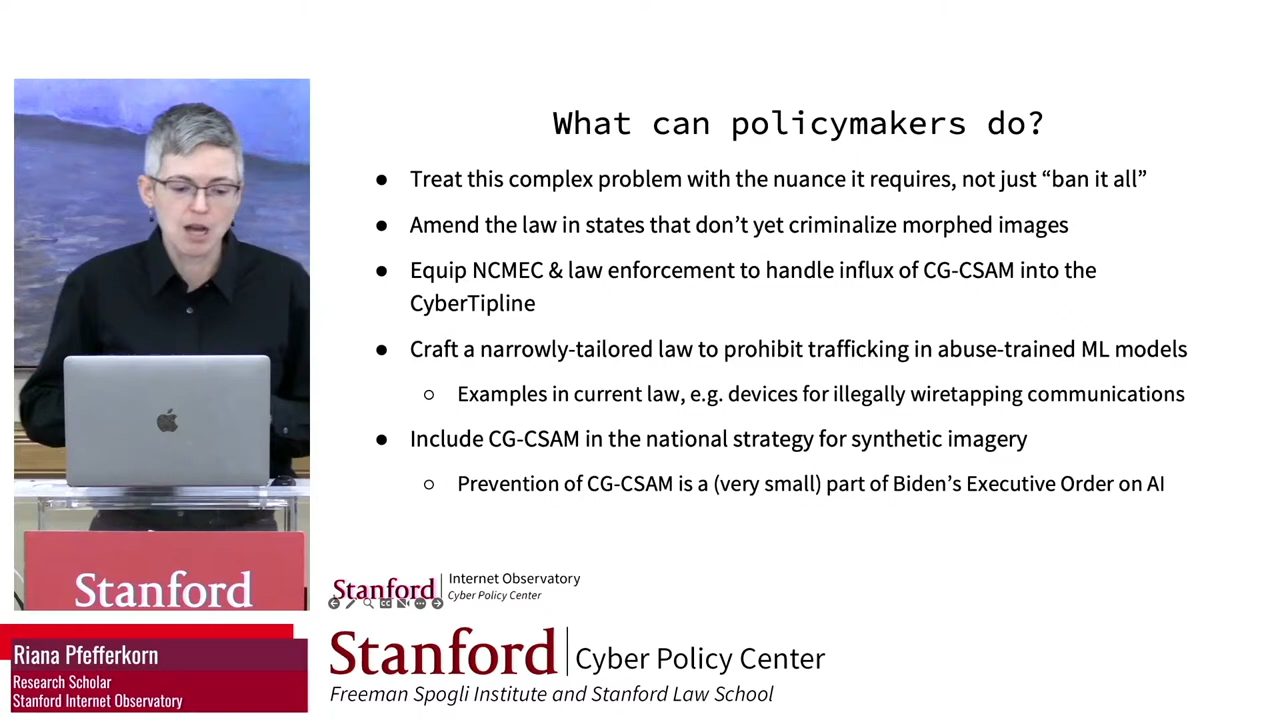 What can policymakers do?
● Treat this complex problem with the nuance it requires, not just “ban it all”
● Amend the law in states that don’t yet criminalize morphed images
● Equip NCMEC & law enforcement to handle influx of CG-CSAM into the
CyberTipline
● Craft a narrowly-tailored law to prohibit trafficking in abuse-trained ML models
○ Examples in current law, e.g. devices for illegally wiretapping communications
● Include CG-CSAM in the national strategy for synthetic imagery
○ Prevention of CG-CSAM is a (very small) part of Biden’s Executive Order on AI
Stanford
Stanford Internet Observatory
Cyber Policy Center
Riana Pfefferkorn
Research Scholar
Stanford Internet Observatory
Stanford Cyber Policy Center
Freeman Spogli Institute and Stanford Law School